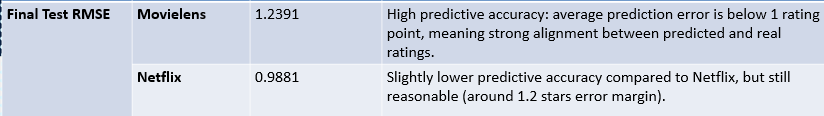 Final Test RMSE Movielens 1.2391 High predictive accuracy: average prediction error is below 1 rating
point, meaning strong alignment between predicted and real
ratings.
Netflix 0.9881 Slightly lower predictive accuracy compared to Netflix, but still
reasonable (around 1.2 stars error margin).